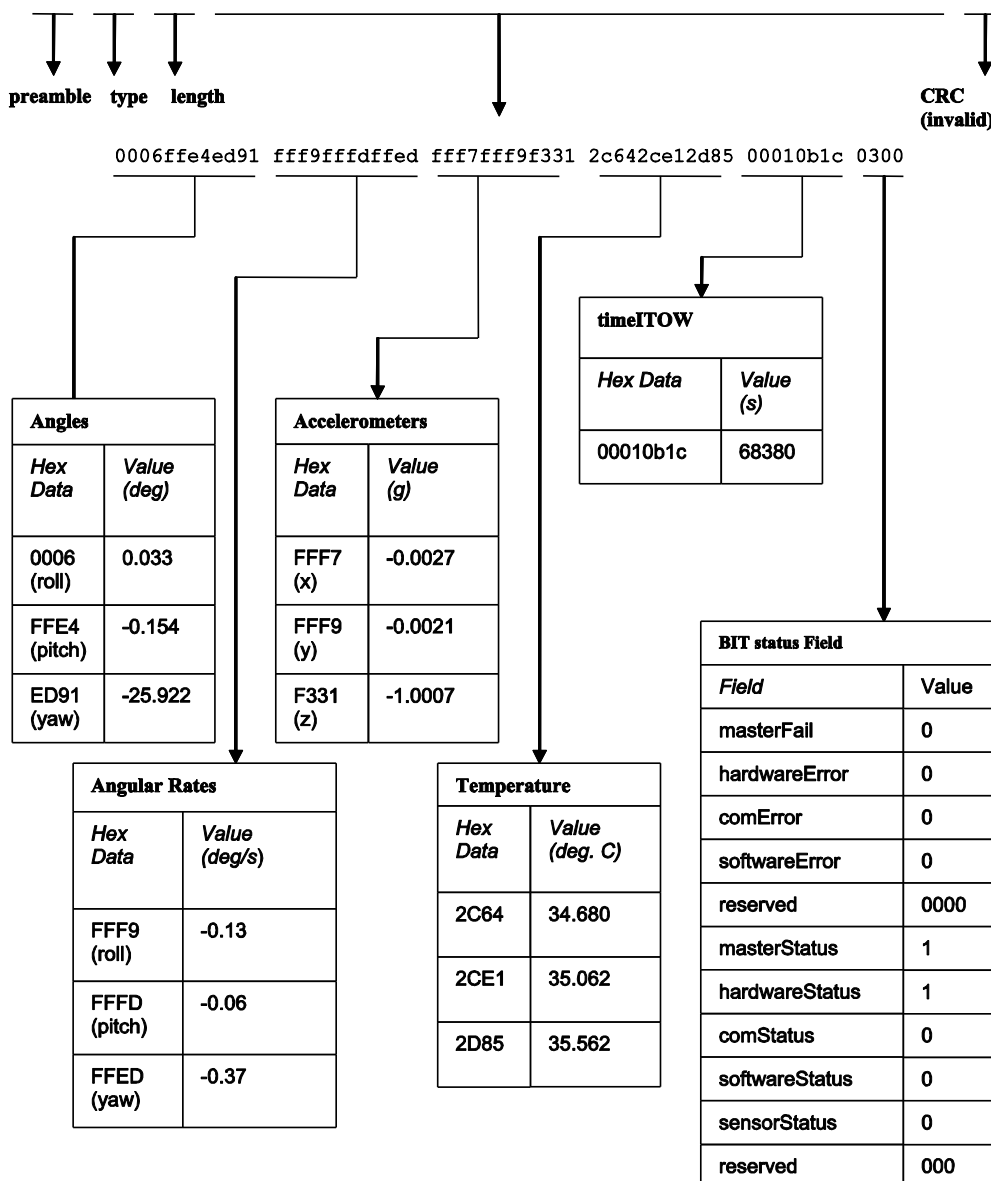 preamble type length
CRC
(invalid)
0006ffe4ed91 fff9fffdffed fff7fff9f331 2c642ce12d85 00010b1c 0300
timeITOW
Hex Data Value
(s)
00010b1c 68380
Angles
Hex
Data Value
(deg)
0006
(roll) 0.033
FFE4
(pitch) -0.154
ED91
(yaw) -25.922
Accelerometers
Hex
Data Value
(g)
FFF7
(x) -0.0027
FFF9
(y) -0.0021
F331
(z) -1.0007
BIT status Field
Field Value
masterFail 0
hardwareError 0
comError 0
softwareError 0
reserved 0000
masterStatus 1
hardwareStatus 1
comStatus 0
softwareStatus 0
sensorStatus 0
reserved 000
Angular Rates
Hex
Data Value
(deg/s)
FFF9
(roll) -0.13
FFFD
(pitch) -0.06
FFED
(yaw) -0.37
Temperature
Hex
Data Value
(deg. C)
2C64 34.680
2CE1 35.062
2D85 35.562